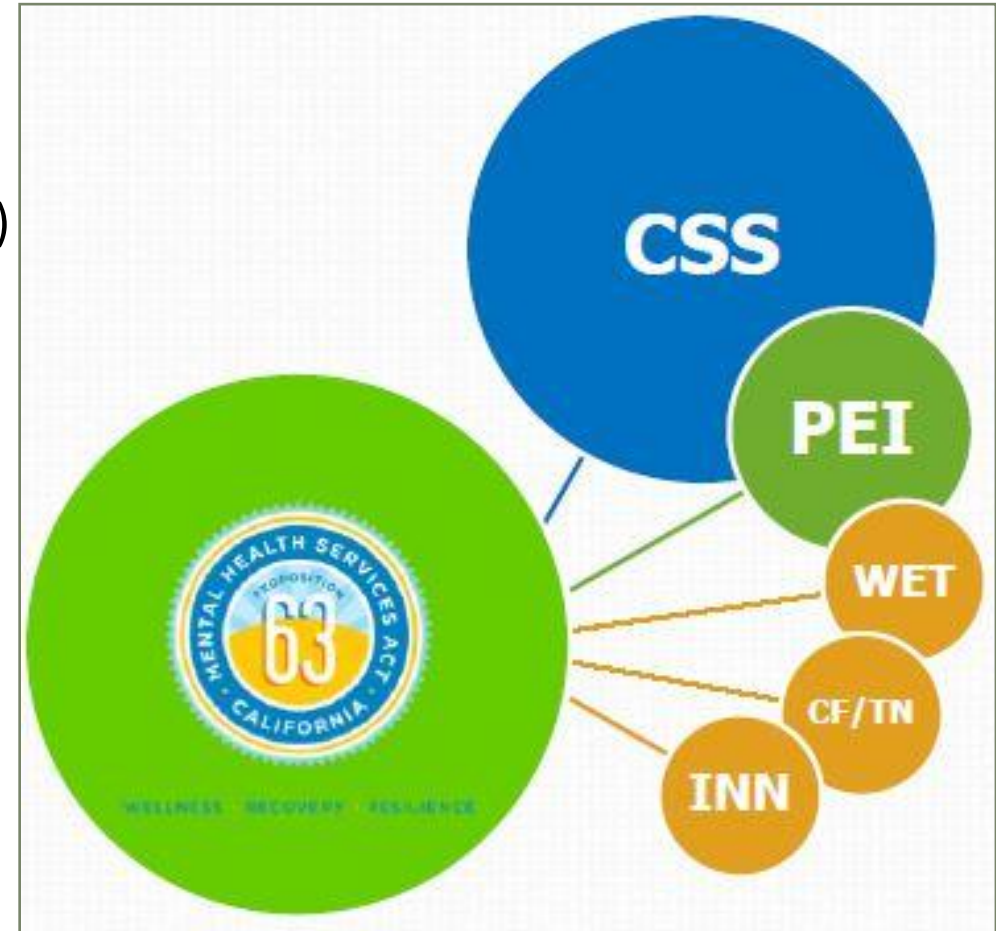 )
CSS
PEI
WET
CF/TN
INN
MENTAL HEALTH SERVICES ACT
PROPOSITION
63
CALIFORNIA
WELLNESS RECOVERY RESILIENCE